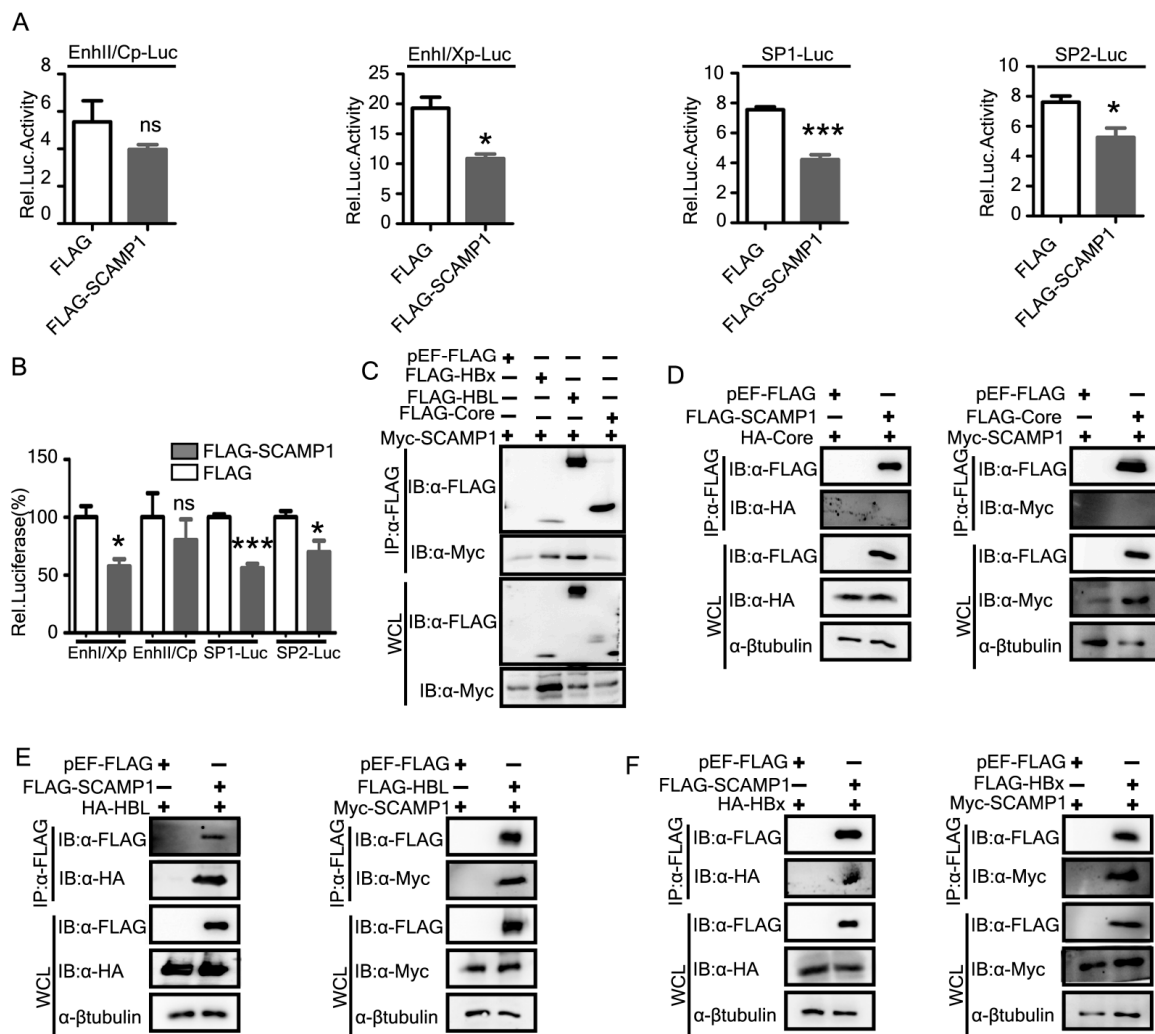 A
EnhII/Cp-Luc
Rel.Luc.Activity
8
6
4
2
0
ns
FLAG
FLAG-SCAMP1
EnhI/Xp-Luc
Rel.Luc.Activity
25
20
15
10
5
0
*
FLAG
FLAG-SCAMP1
SP1-Luc
Rel.Luc.Activity
8
6
4
2
0
***
FLAG
FLAG-SCAMP1
SP2-Luc
Rel.Luc.Activity
10
8
6
4
2
0
*
FLAG
FLAG-SCAMP1
B
Rel.Luciferase(%)
150
100
50
0
FLAG-SCAMP1
FLAG
* ns *** *
EnhI/Xp EnhII/Cp SP1-Luc SP2-Luc
C
pEF-FLAG + − − −
FLAG-HBx − + − −
FLAG-HBL − − + −
FLAG-Core − − − +
Myc-SCAMP1 + + + +
IP:α-FLAG
IB:α-FLAG
IB:α-Myc
WCL
IB:α-FLAG
IB:α-Myc
D
pEF-FLAG + −
FLAG-SCAMP1 − +
HA-Core + +
IP:α-FLAG
IB:α-FLAG
IB:α-HA
WCL
IB:α-FLAG
IB:α-HA
α-βtubulin
pEF-FLAG + −
FLAG-Core − +
Myc-SCAMP1 + +
IP:α-FLAG
IB:α-FLAG
IB:α-Myc
WCL
IB:α-FLAG
IB:α-Myc
α-βtubulin
E
pEF-FLAG + −
FLAG-SCAMP1 − +
HA-HBL + +
IP:α-FLAG
IB:α-FLAG
IB:α-HA
WCL
IB:α-FLAG
IB:α-HA
α-βtubulin
pEF-FLAG + −
FLAG-HBL − +
Myc-SCAMP1 + +
IP:α-FLAG
IB:α-FLAG
IB:α-Myc
WCL
IB:α-FLAG
IB:α-Myc
α-βtubulin
F
pEF-FLAG + −
FLAG-SCAMP1 − +
HA-HBx + +
IP:α-FLAG
IB:α-FLAG
IB:α-HA
WCL
IB:α-FLAG
IB:α-HA
α-βtubulin
pEF-FLAG + −
FLAG-HBx − +
Myc-SCAMP1 + +
IP:α-FLAG
IB:α-FLAG
IB:α-Myc
WCL
IB:α-FLAG
IB:α-Myc
α-βtubulin